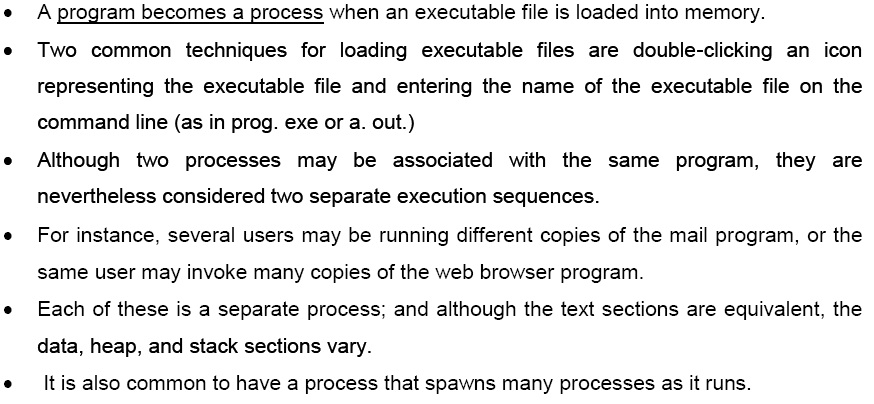 • A program becomes a process when an executable file is loaded into memory.
• Two common techniques for loading executable files are double-clicking an icon
representing the executable file and entering the name of the executable file on the
command line (as in prog. exe or a. out.)
• Although two processes may be associated with the same program, they are
nevertheless considered two separate execution sequences.
• For instance, several users may be running different copies of the mail program, or the
same user may invoke many copies of the web browser program.
• Each of these is a separate process; and although the text sections are equivalent, the
data, heap, and stack sections vary.
• It is also common to have a process that spawns many processes as it runs.